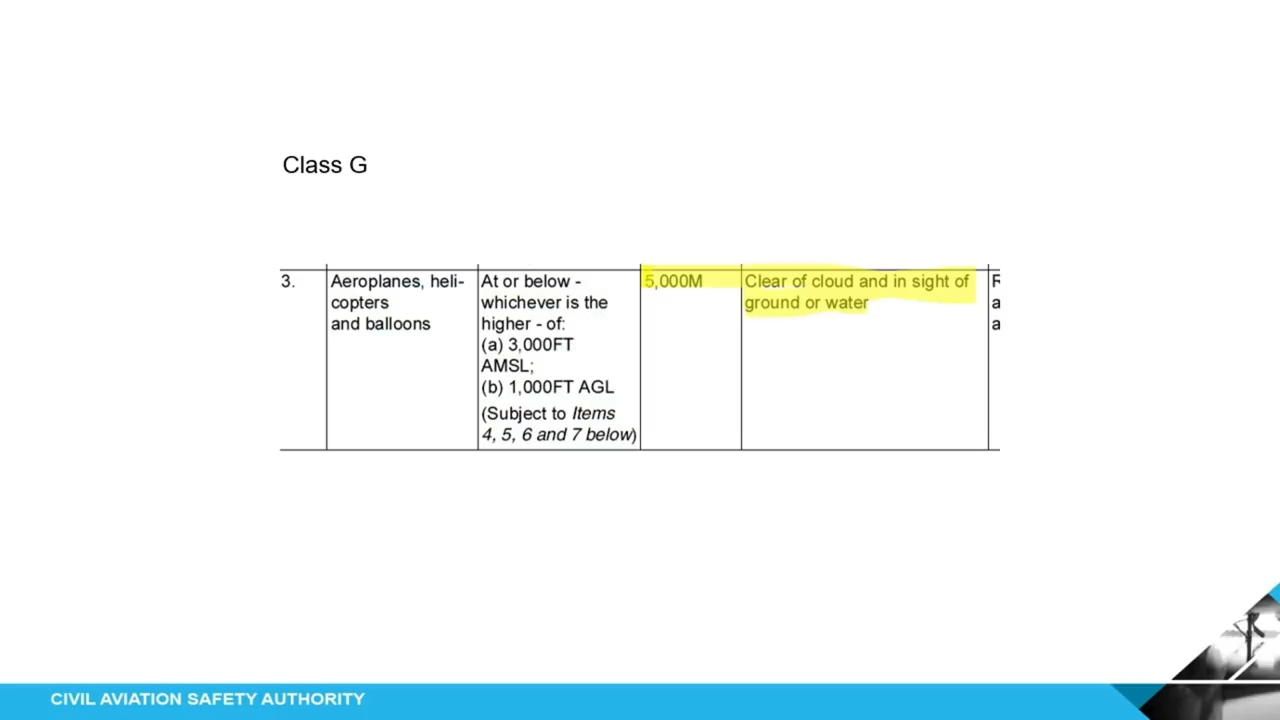 Class G
3.
Aeroplanes, heli-
copters
and balloons
At or below -
whichever is the
higher - of:
(a) 3,000FT
AMSL;
(b) 1,000FT AGL
(Subject to Items
4, 5, 6 and 7 below)
5,000M
Clear of cloud and in sight of
ground or water
R
a
a
CIVIL AVIATION SAFETY AUTHORITY